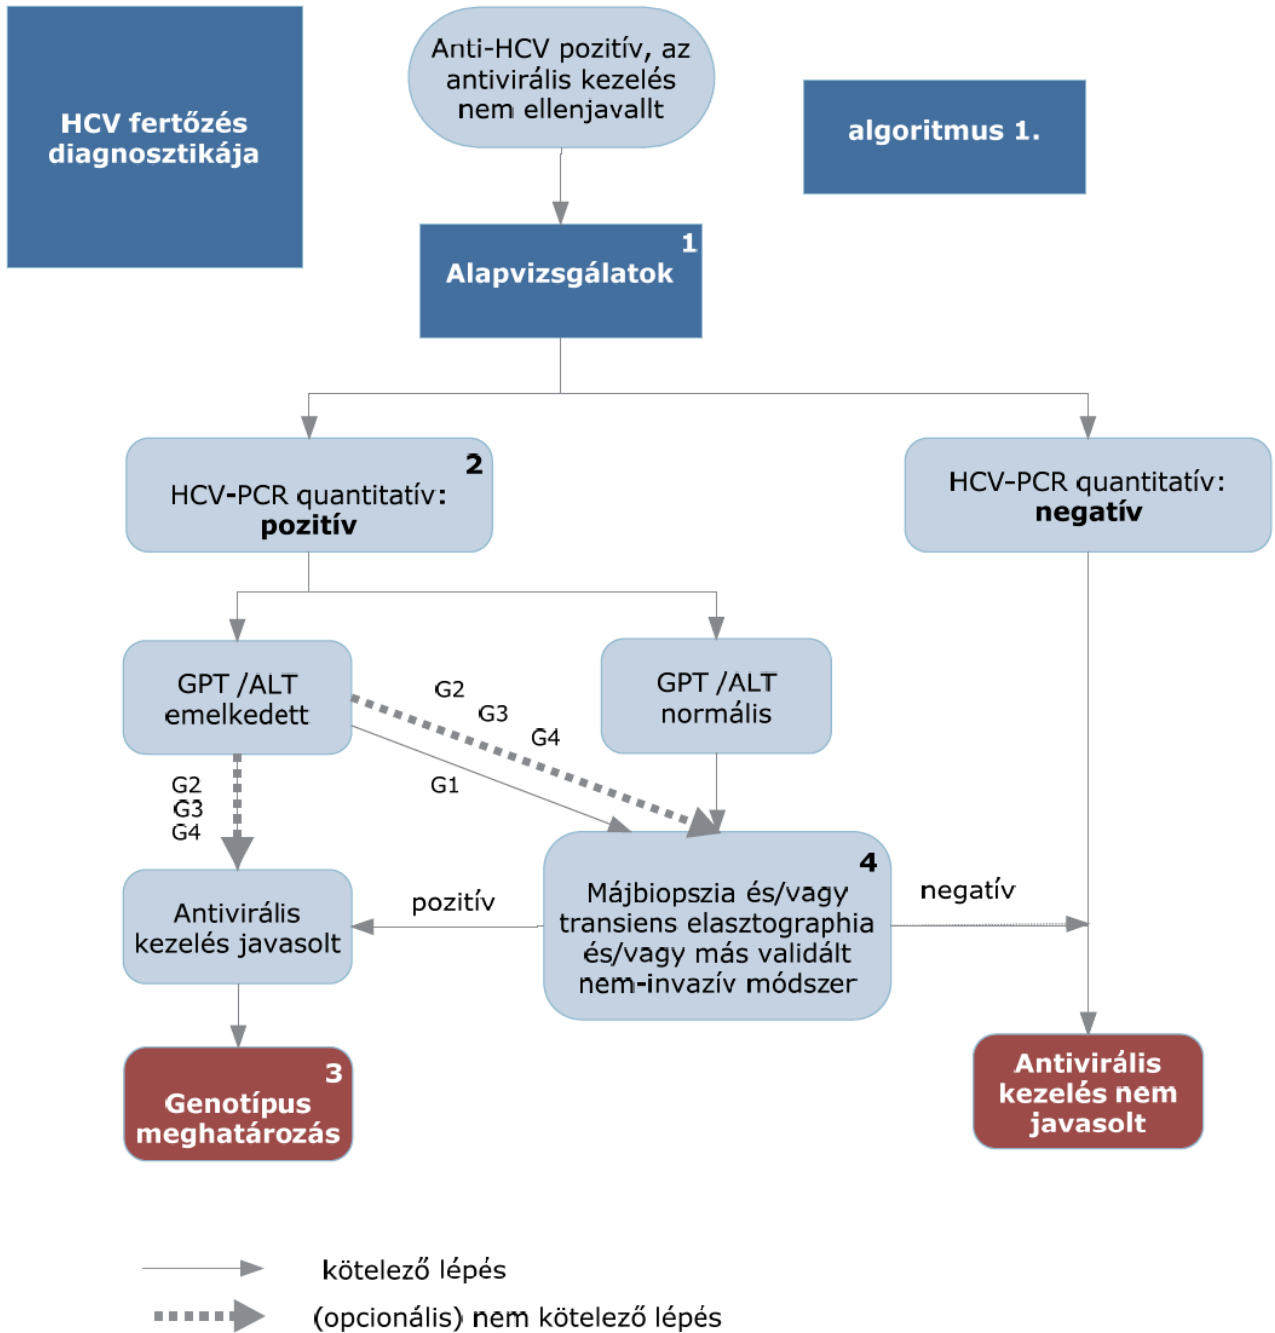 HCV fertőzés
diagnosztikája
Anti-HCV pozitív, az
antivirális kezelés
nem ellenjavallt
algoritmus 1.
1
Alapvizsgálatok
2
HCV-PCR quantitatív:
pozitív
HCV-PCR quantitatív:
negatív
GPT /ALT
emelkedett
GPT /ALT
normális
G2
G3
G4
G1
G2
G3
G4
4
Májbiopszia és/vagy
transiens elasztographia
és/vagy más validált
nem-invazív módszer
pozitív
negatív
Antivirális
kezelés javasolt
3
Genotípus
meghatározás
Antivirális
kezelés nem
javasolt
kötelező lépés
(opcionális) nem kötelező lépés